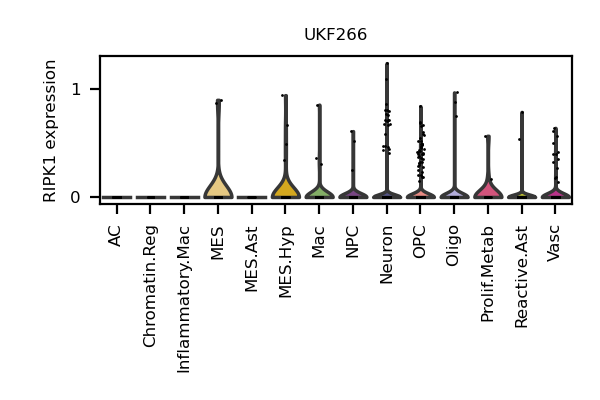 UKF266
RIPK1 expression
1
0
AC
Chromatin.Reg
Inflammatory.Mac
MES
MES.Ast
MES.Hyp
Mac
NPC
Neuron
OPC
Oligo
Prolif.Metab
Reactive.Ast
Vasc